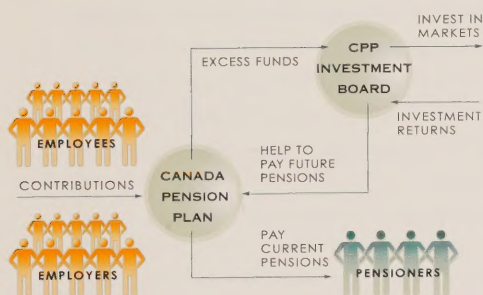 INVEST IN
MARKETS
CPP
INVESTMENT
BOARD
EXCESS FUNDS
INVESTMENT
RETURNS
EMPLOYEES
HELP TO
PAY FUTURE
PENSIONS
CONTRIBUTIONS
CANADA
PENSION
PLAN
PAY
CURRENT
PENSIONS
EMPLOYERS
PENSIONERS